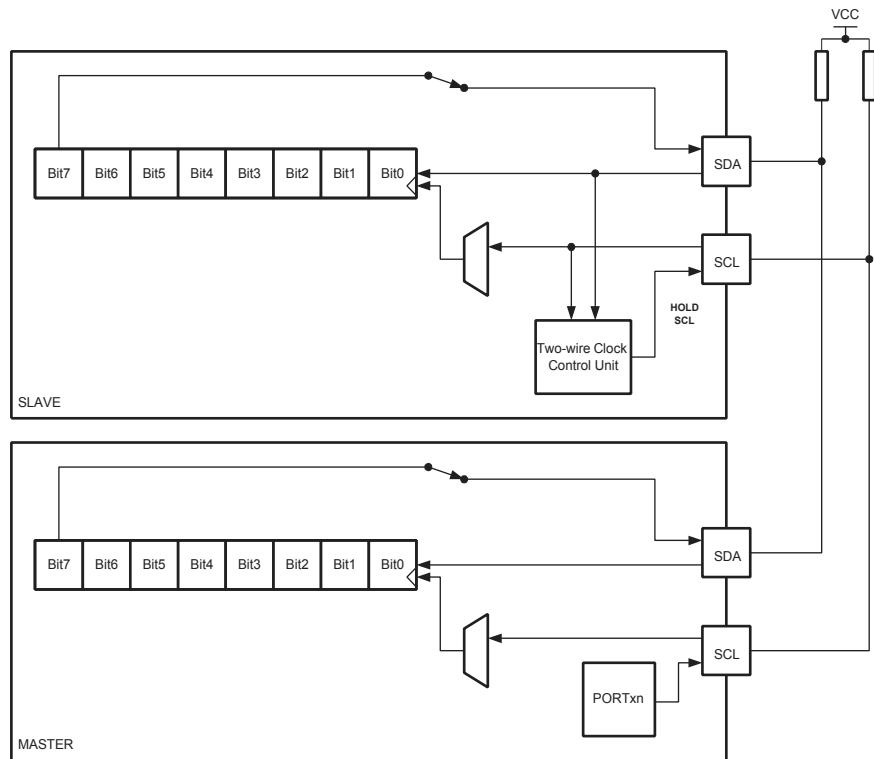 VCC
SDA
Bit7 Bit6 Bit5 Bit4 Bit3 Bit2 Bit1 Bit0
SCL
HOLD
SCL
Two-wire Clock
Control Unit
SLAVE
SDA
Bit7 Bit6 Bit5 Bit4 Bit3 Bit2 Bit1 Bit0
SCL
PORTxn
MASTER